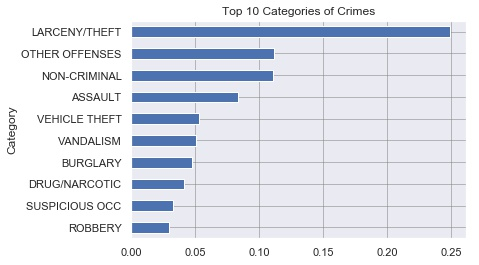 Top 10 Categories of Crimes
LARCENY/THEFT
OTHER OFFENSES
NON-CRIMINAL
ASSAULT
VEHICLE THEFT
VANDALISM
BURGLARY
DRUG/NARCOTIC
SUSPICIOUS OCC
ROBBERY
Category
0.00 0.05 0.10 0.15 0.20 0.25